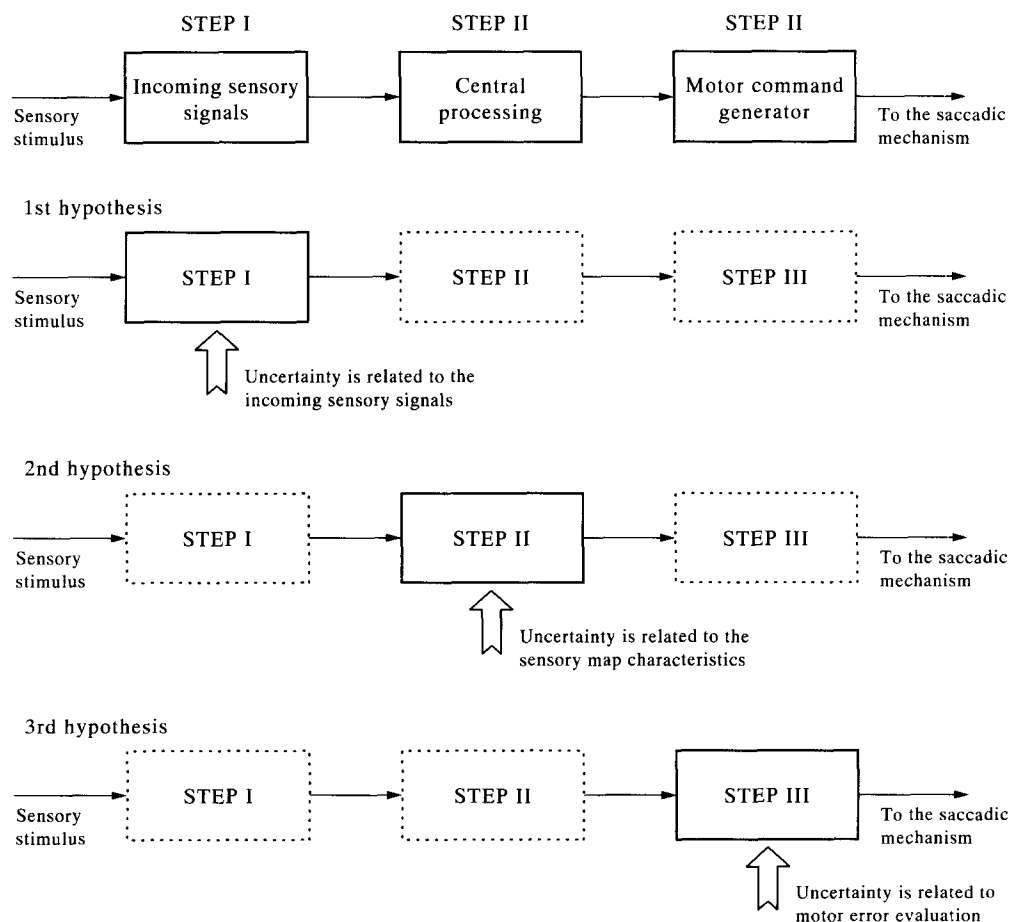 STEP I
STEP II
STEP II
Incoming sensory
signals
Central
processing
Motor command
generator
Sensory
stimulus
To the saccadic
mechanism
1st hypothesis
STEP I
STEP II
STEP III
Sensory
stimulus
To the saccadic
mechanism
Uncertainty is related to the
incoming sensory signals
2nd hypothesis
STEP I
STEP II
STEP III
Sensory
stimulus
To the saccadic
mechanism
Uncertainty is related to the
sensory map characteristics
3rd hypothesis
STEP I
STEP II
STEP III
Sensory
stimulus
To the saccadic
mechanism
Uncertainty is related to
motor error evaluation